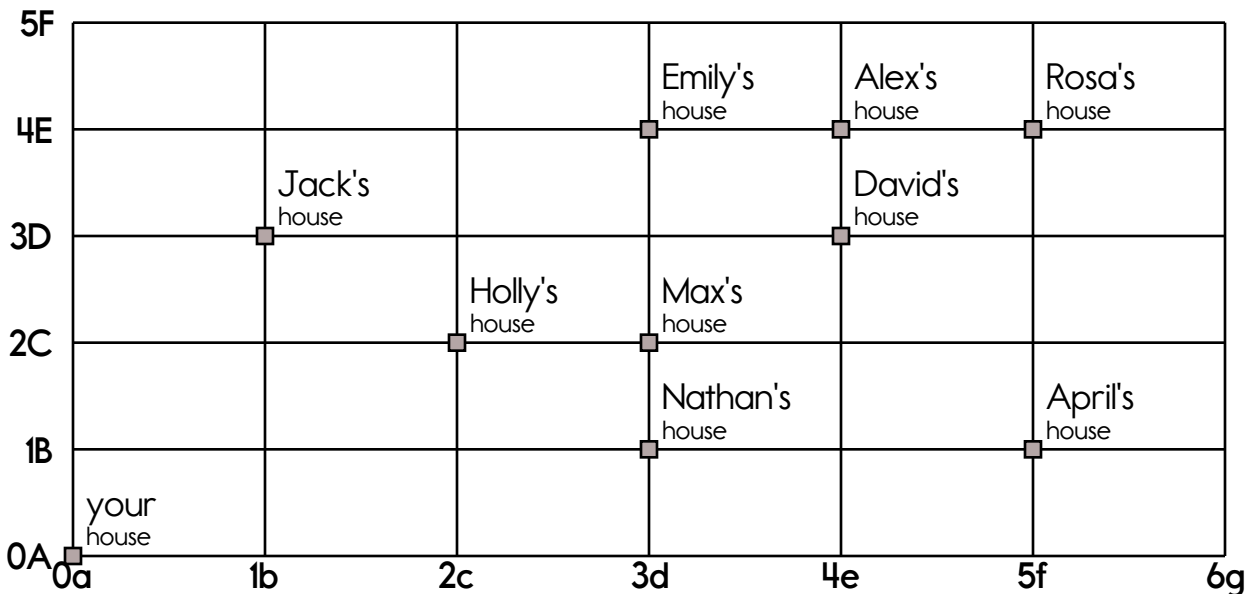 5F
Emily's
house
Alex's
house
Rosa's
house
4E
Jack's
house
David's
house
3D
Holly's
house
Max's
house
2C
Nathan's
house
April's
house
1B
your
house
0A
0a 1b 2c 3d 4e 5f 6g